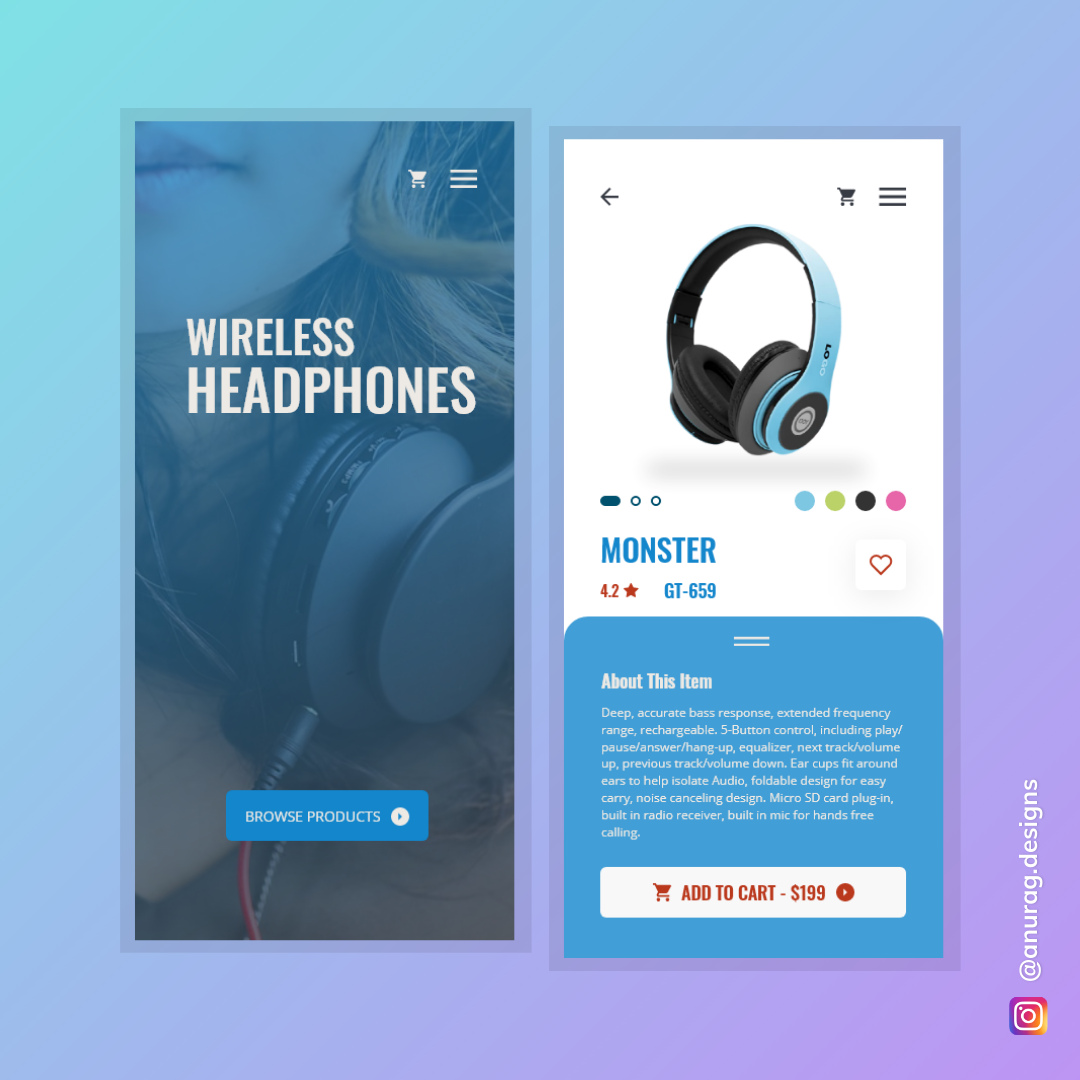 WIRELESS
HEADPHONES
BROWSE PRODUCTS
LOGO
MONSTER
4.2
GT-659
About This Item
Deep, accurate bass response, extended frequency
range, rechargeable. 5-Button control, including play/
pause/answer/hang-up, equalizer, next track/volume
up, previous track/volume down. Ear cups fit around
ears to help isolate Audio, foldable design for easy
carry, noise canceling design. Micro SD card plug-in,
built in radio receiver, built in mic for hands free
calling.
ADD TO CART - $199
@anurag.designs